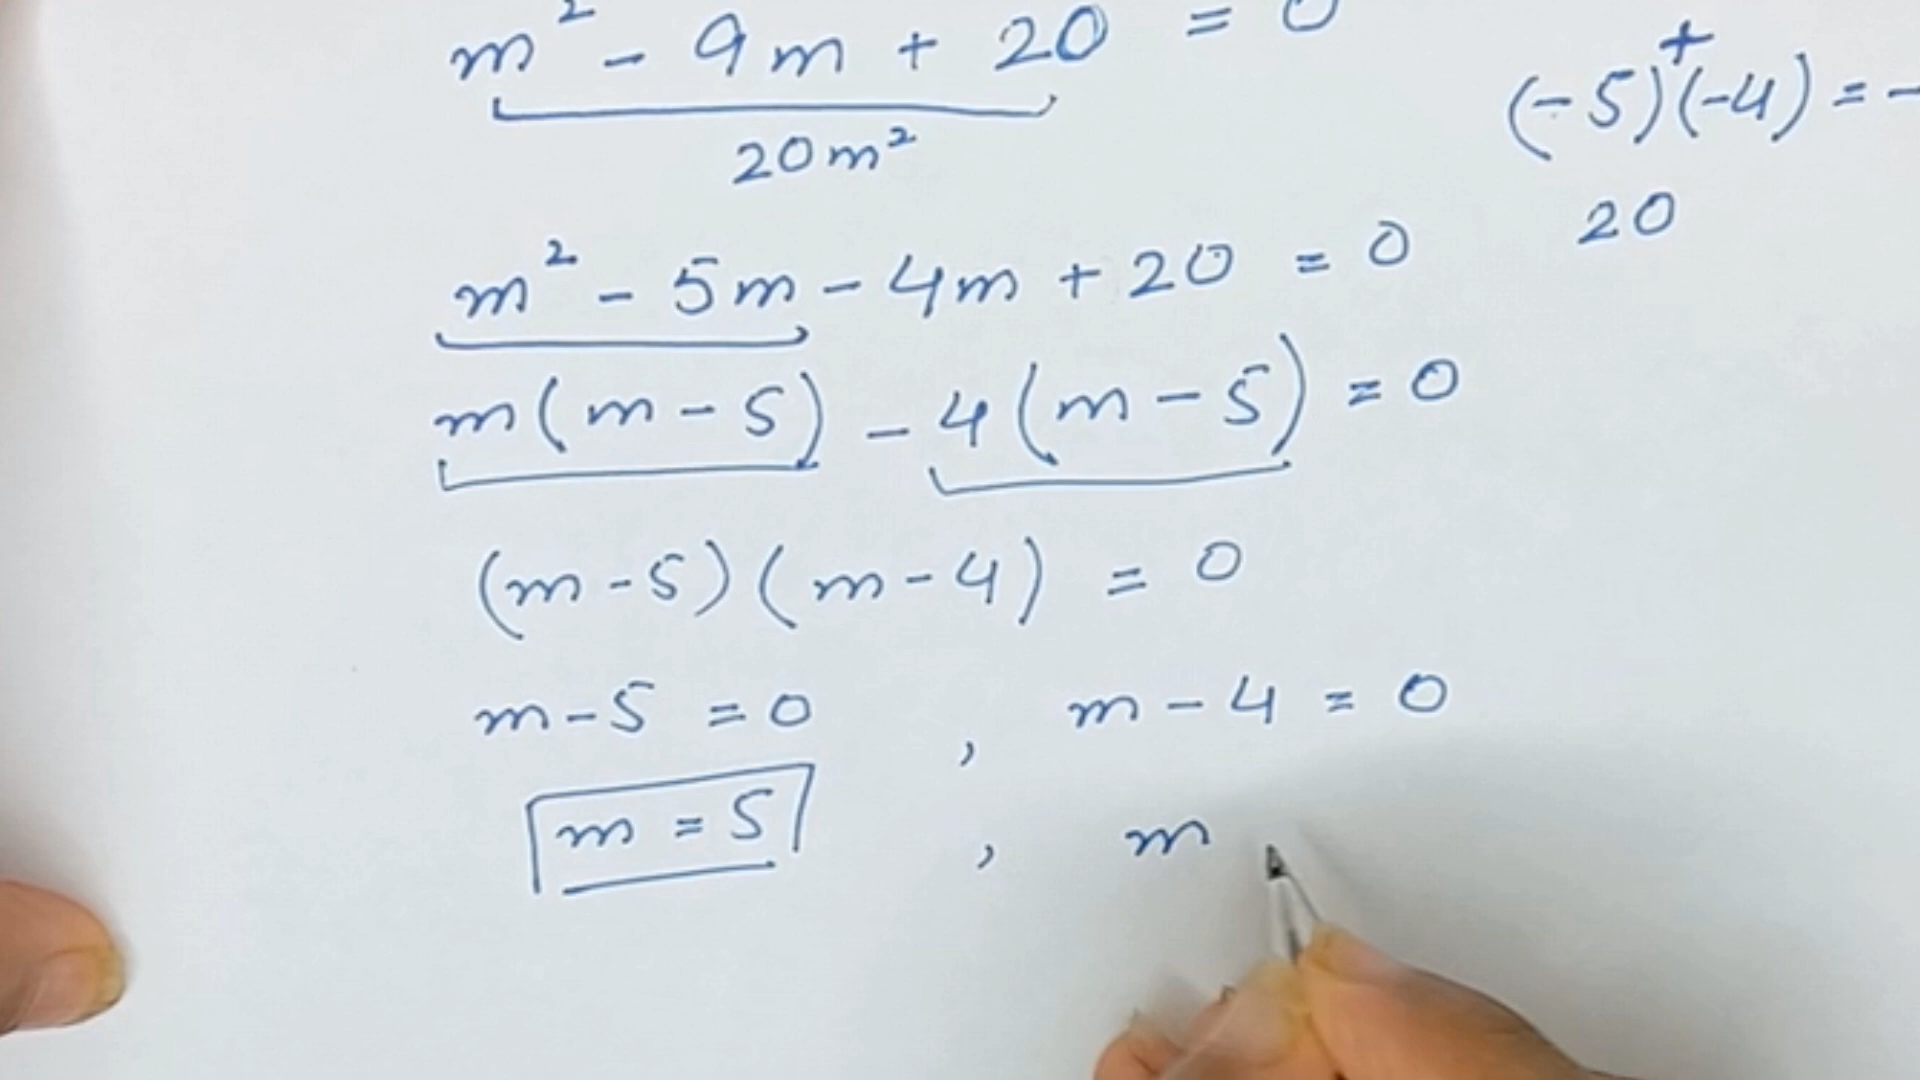 m² - 9m + 20 = 0
20m²
(-5)⁺(-4) = -
20
m² - 5m - 4m + 20 = 0
m(m - 5) - 4(m - 5) = 0
(m - 5)(m - 4) = 0
m - 5 = 0 , m - 4 = 0
m = 5 , m